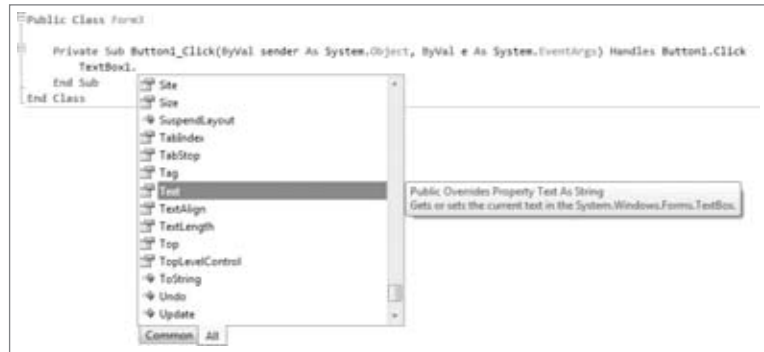 Public Class Form3
Private Sub Button1_Click(ByVal sender As System.Object, ByVal e As System.EventArgs) Handles Button1.Click
TextBox1.
End Sub
End Class
Site
Size
SuspendLayout
TabIndex
TabStop
Tag
Text
TextAlign
TextLength
Top
TopLevelControl
ToString
Undo
Update
Common All
Public Overrides Property Text As String
Gets or sets the current text in the System.Windows.Forms.TextBox.